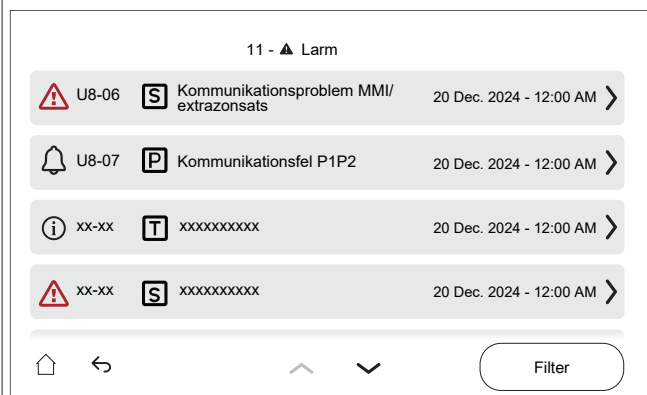 11 - Larm
U8-06 S Kommunikationsproblem MMI/
extrazonsats 20 Dec. 2024 - 12:00 AM
U8-07 P Kommunikationsfel P1P2 20 Dec. 2024 - 12:00 AM
xx-xx T xxxxxxxxxx 20 Dec. 2024 - 12:00 AM
xx-xx S xxxxxxxxxx 20 Dec. 2024 - 12:00 AM
Filter